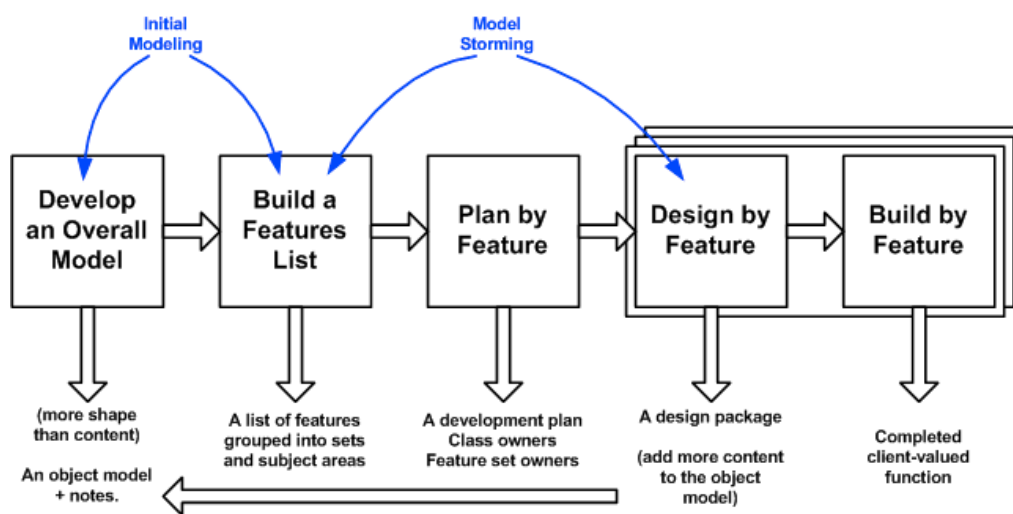 Initial
Modeling
Model
Storming
Develop
an Overall
Model
Build a
Features
List
Plan by
Feature
Design by
Feature
Build by
Feature
(more shape
than content)
An object model
+ notes.
A list of features
grouped into sets
and subject areas
A development plan
Class owners
Feature set owners
A design package
(add more content
to the object
model)
Completed
client-valued
function